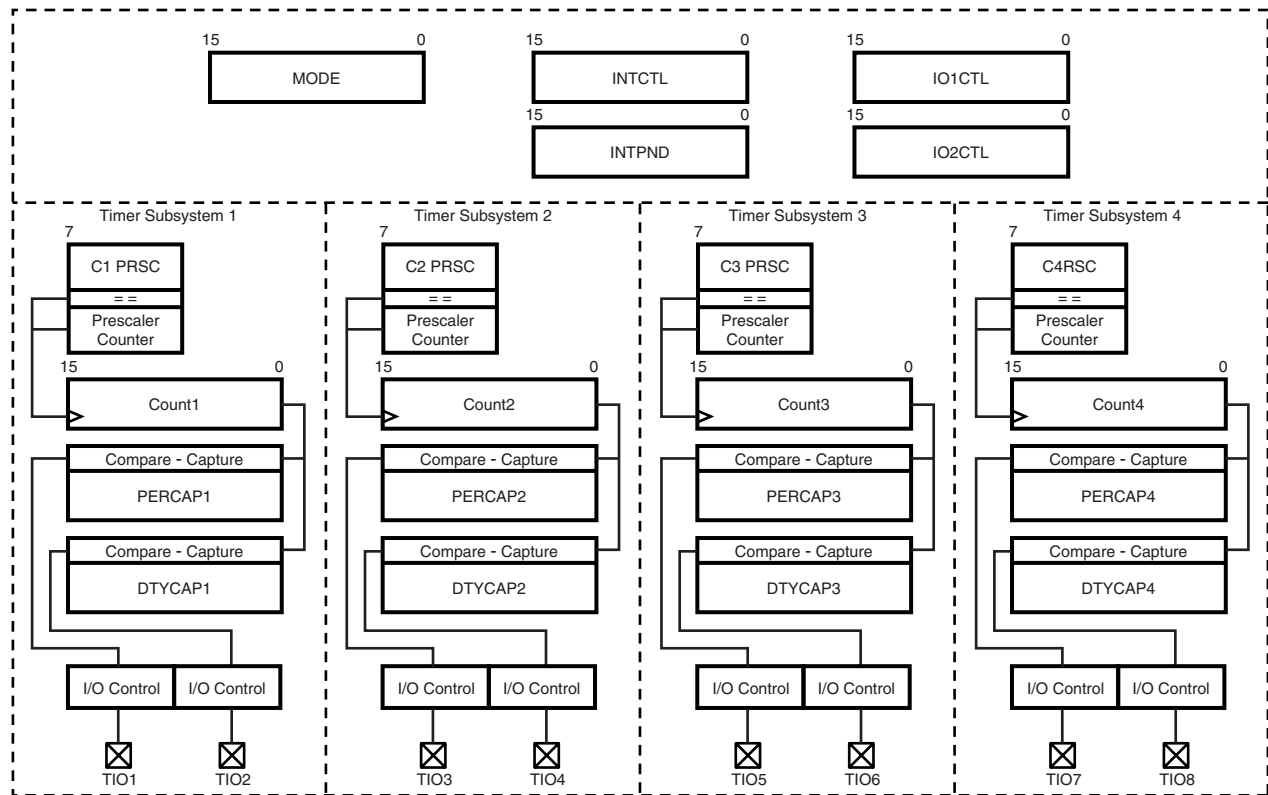 15 0 15 0 15 0
MODE INTCTL IO1CTL
15 0 15 0
INTPND IO2CTL
Timer Subsystem 1 Timer Subsystem 2 Timer Subsystem 3 Timer Subsystem 4
7 7 7 7
C1 PRSC C2 PRSC C3 PRSC C4RSC
= = = = = = = =
Prescaler Prescaler Prescaler Prescaler
Counter Counter Counter Counter
15 0 15 0 15 0 15 0
Count1 Count2 Count3 Count4
Compare - Capture Compare - Capture Compare - Capture Compare - Capture
PERCAP1 PERCAP2 PERCAP3 PERCAP4
Compare - Capture Compare - Capture Compare - Capture Compare - Capture
DTYCAP1 DTYCAP2 DTYCAP3 DTYCAP4
I/O Control I/O Control I/O Control I/O Control I/O Control I/O Control I/O Control I/O Control
TIO1 TIO2 TIO3 TIO4 TIO5 TIO6 TIO7 TIO8